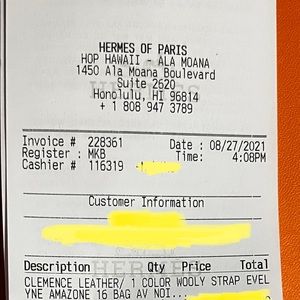 HERMES OF PARIS
HOP HAWAII - ALA MOANA
1450 Ala Moana Boulevard
Suite 2620
Honolulu, HI 96814
+ 1 808 947 3789
Invoice # 228361 Date : 08/27/2021
Register : MKB Time: 4:08PM
Cashier # 116319
Customer Information
Description Qty Price Total
CLEMENCE LEATHER/ 1 COLOR WOOLY STRAP EVEL
YNE AMAZONE 16 BAG AV NOI...